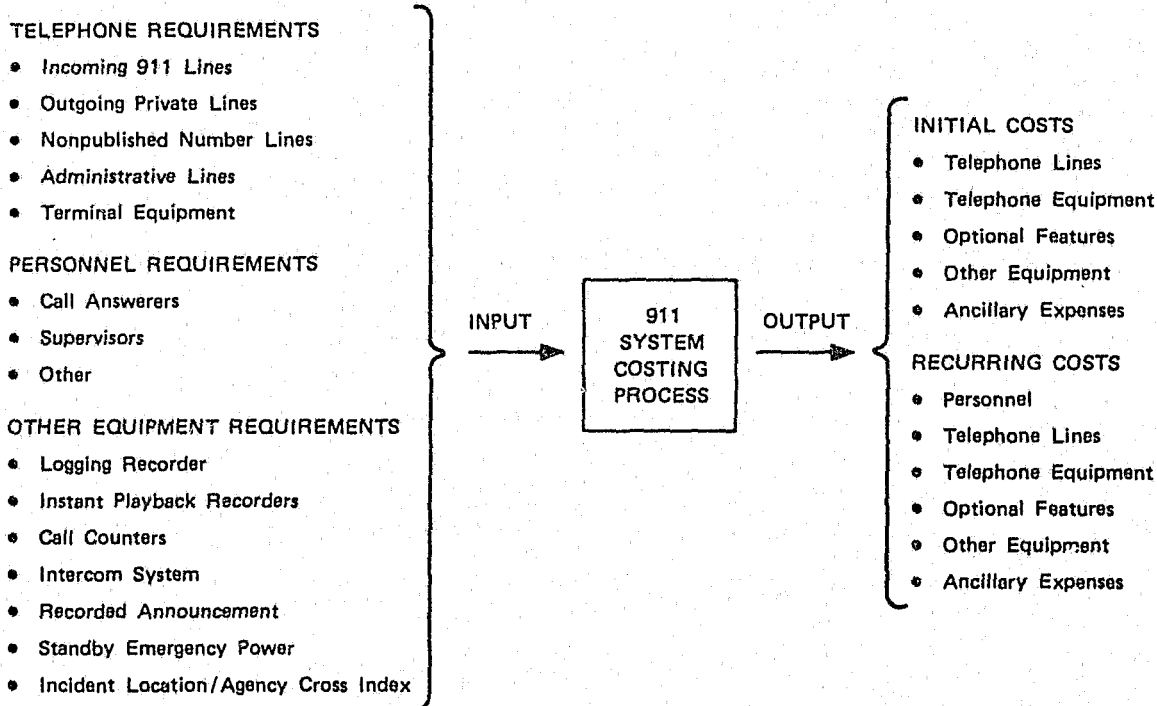 TELEPHONE REQUIREMENTS
• Incoming 911 Lines
• Outgoing Private Lines
• Nonpublished Number Lines
• Administrative Lines
• Terminal Equipment
PERSONNEL REQUIREMENTS
• Call Answerers
• Supervisors
• Other
OTHER EQUIPMENT REQUIREMENTS
• Logging Recorder
• Instant Playback Recorders
• Call Counters
• Intercom System
• Recorded Announcement
• Standby Emergency Power
• Incident Location/Agency Cross Index
INPUT
911
SYSTEM
COSTING
PROCESS
OUTPUT
INITIAL COSTS
• Telephone Lines
• Telephone Equipment
• Optional Features
• Other Equipment
• Ancillary Expenses
RECURRING COSTS
• Personnel
• Telephone Lines
• Telephone Equipment
• Optional Features
• Other Equipment
• Ancillary Expenses